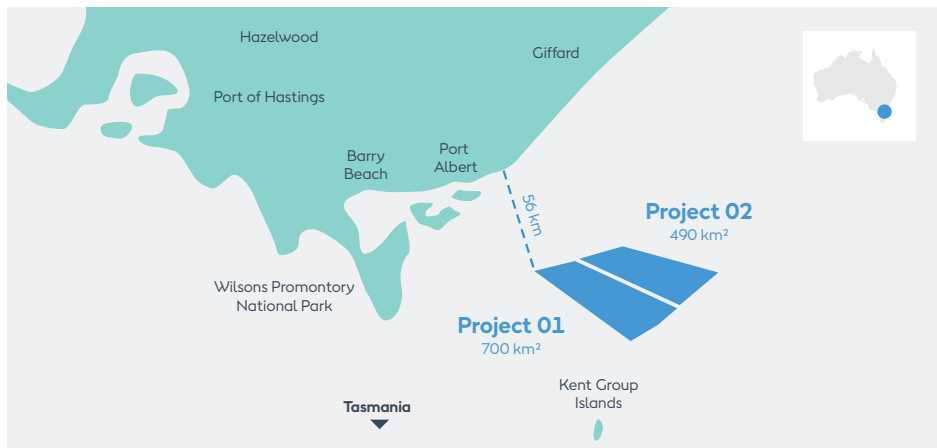 Hazelwood
Giffard
Port of Hastings
Barry
Beach
Port
Albert
56 km
Project 02
490 km²
Wilsons Promontory
National Park
Project 01
700 km²
Kent Group
Islands
Tasmania